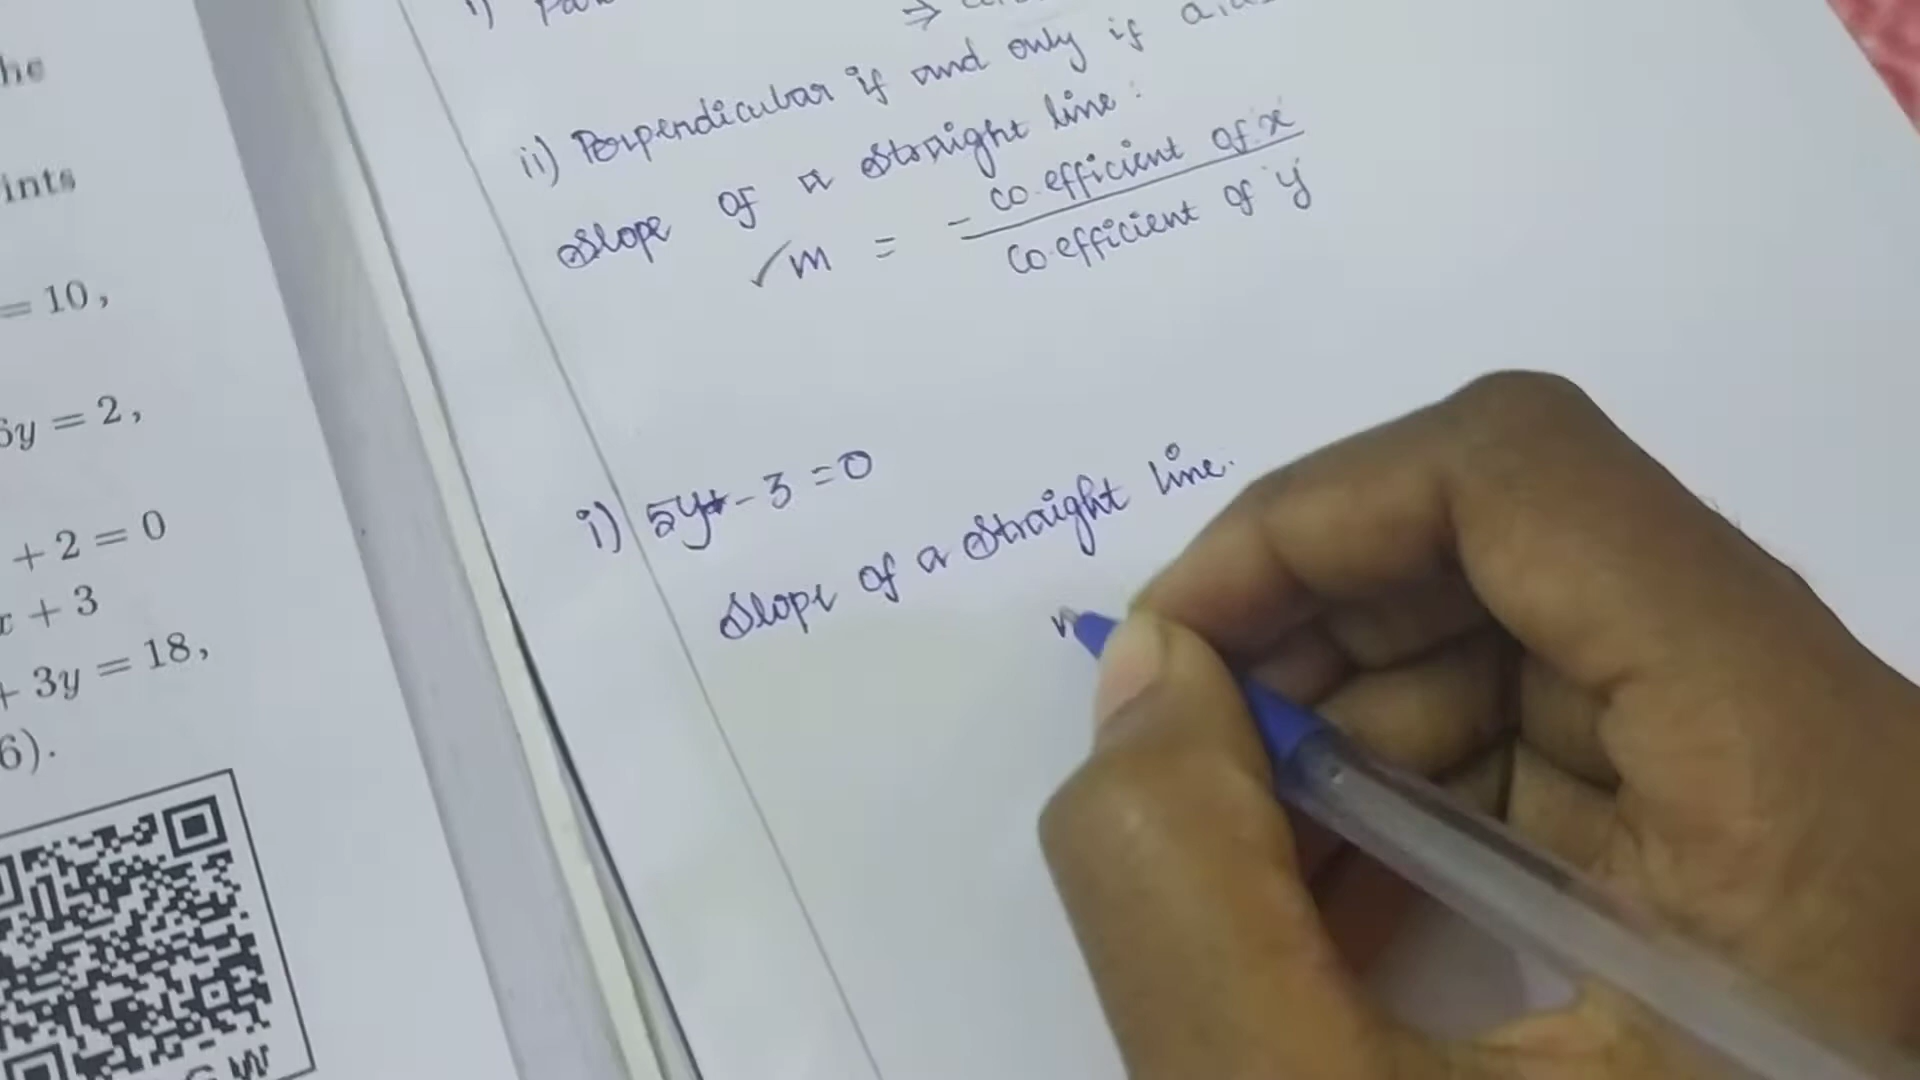 he
ints
= 10,
6y = 2,
+ 2 = 0
x + 3
+ 3y = 18,
6).
i)
ii) Perpendicular if and only if
Slope of a straight line:
✓ m = - co.efficient of x
co.efficient of y
i) 5y - 3 = 0
Slope of a straight line.